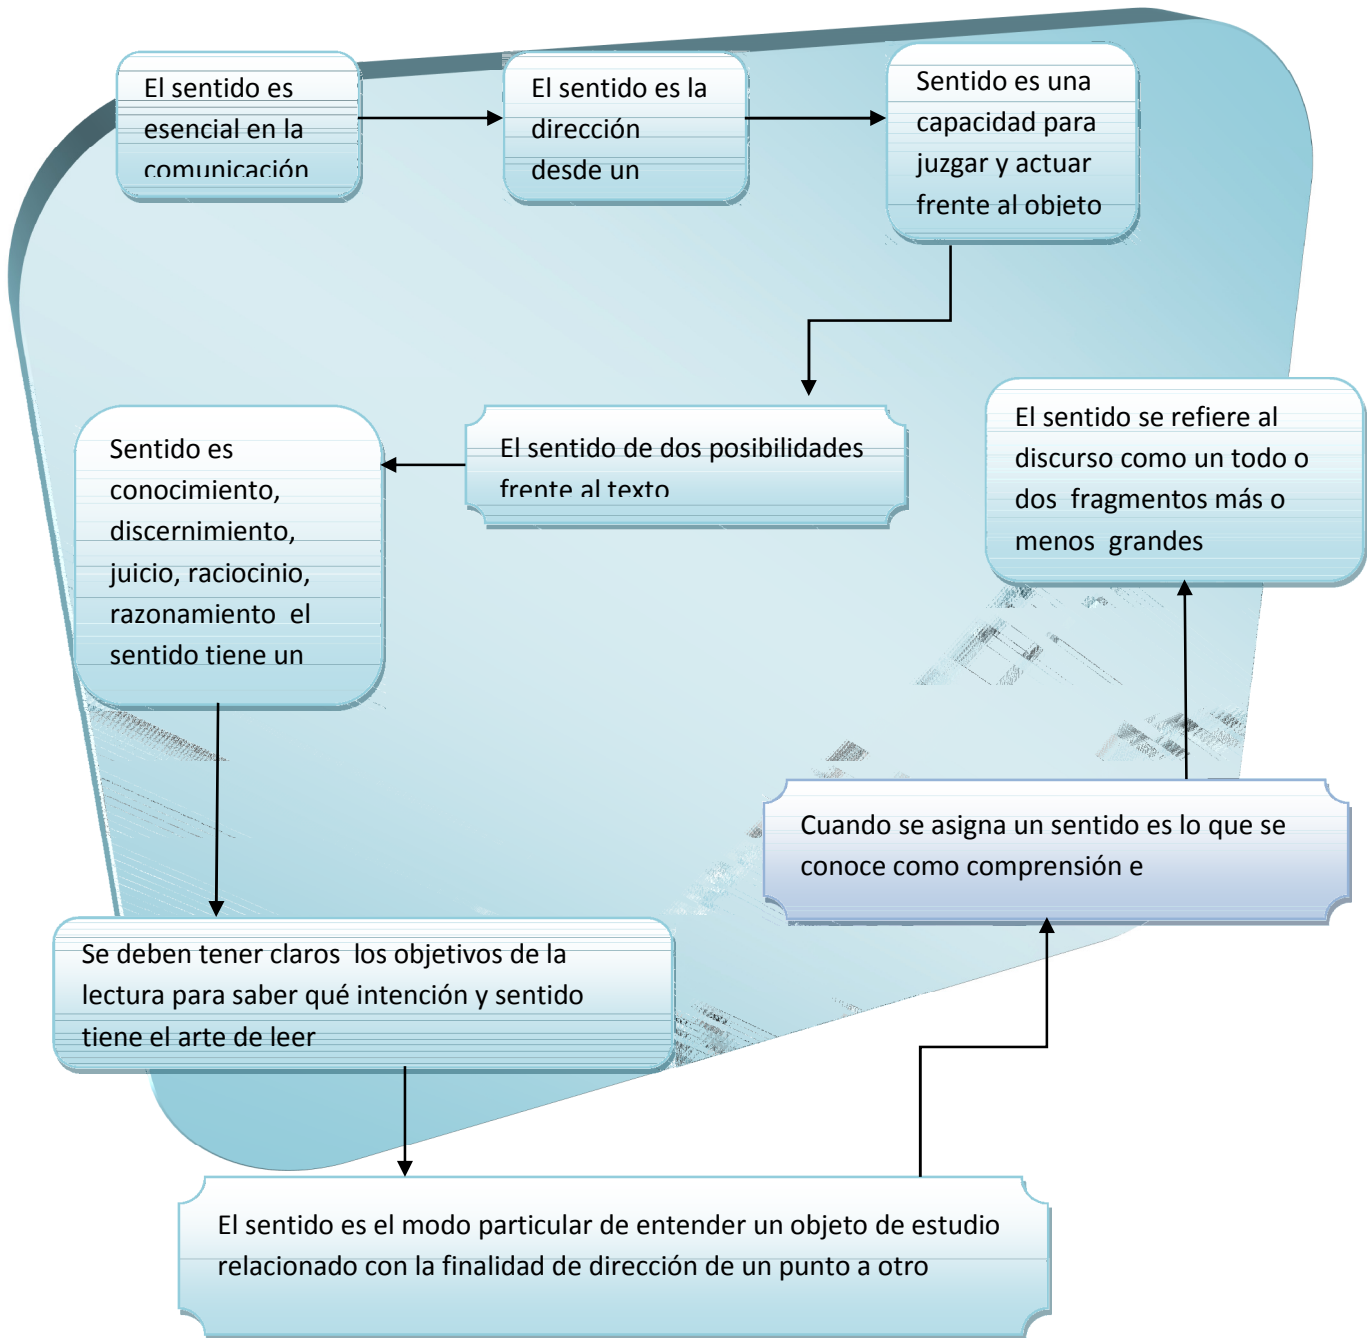 El sentido es
esencial en la
comunicación
El sentido es la
dirección
desde un
Sentido es una
capacidad para
juzgar y actuar
frente al objeto
El sentido de dos posibilidades
frente al texto
Sentido es
conocimiento,
discernimiento,
juicio, raciocinio,
razonamiento  el
sentido tiene un
Se deben tener claros  los objetivos de la
lectura para saber qué intención y sentido
tiene el arte de leer
El sentido es el modo particular de entender un objeto de estudio
relacionado con la finalidad de dirección de un punto a otro
Cuando se asigna un sentido es lo que se
conoce como comprensión e
El sentido se refiere al
discurso como un todo o
dos  fragmentos más o
menos  grandes